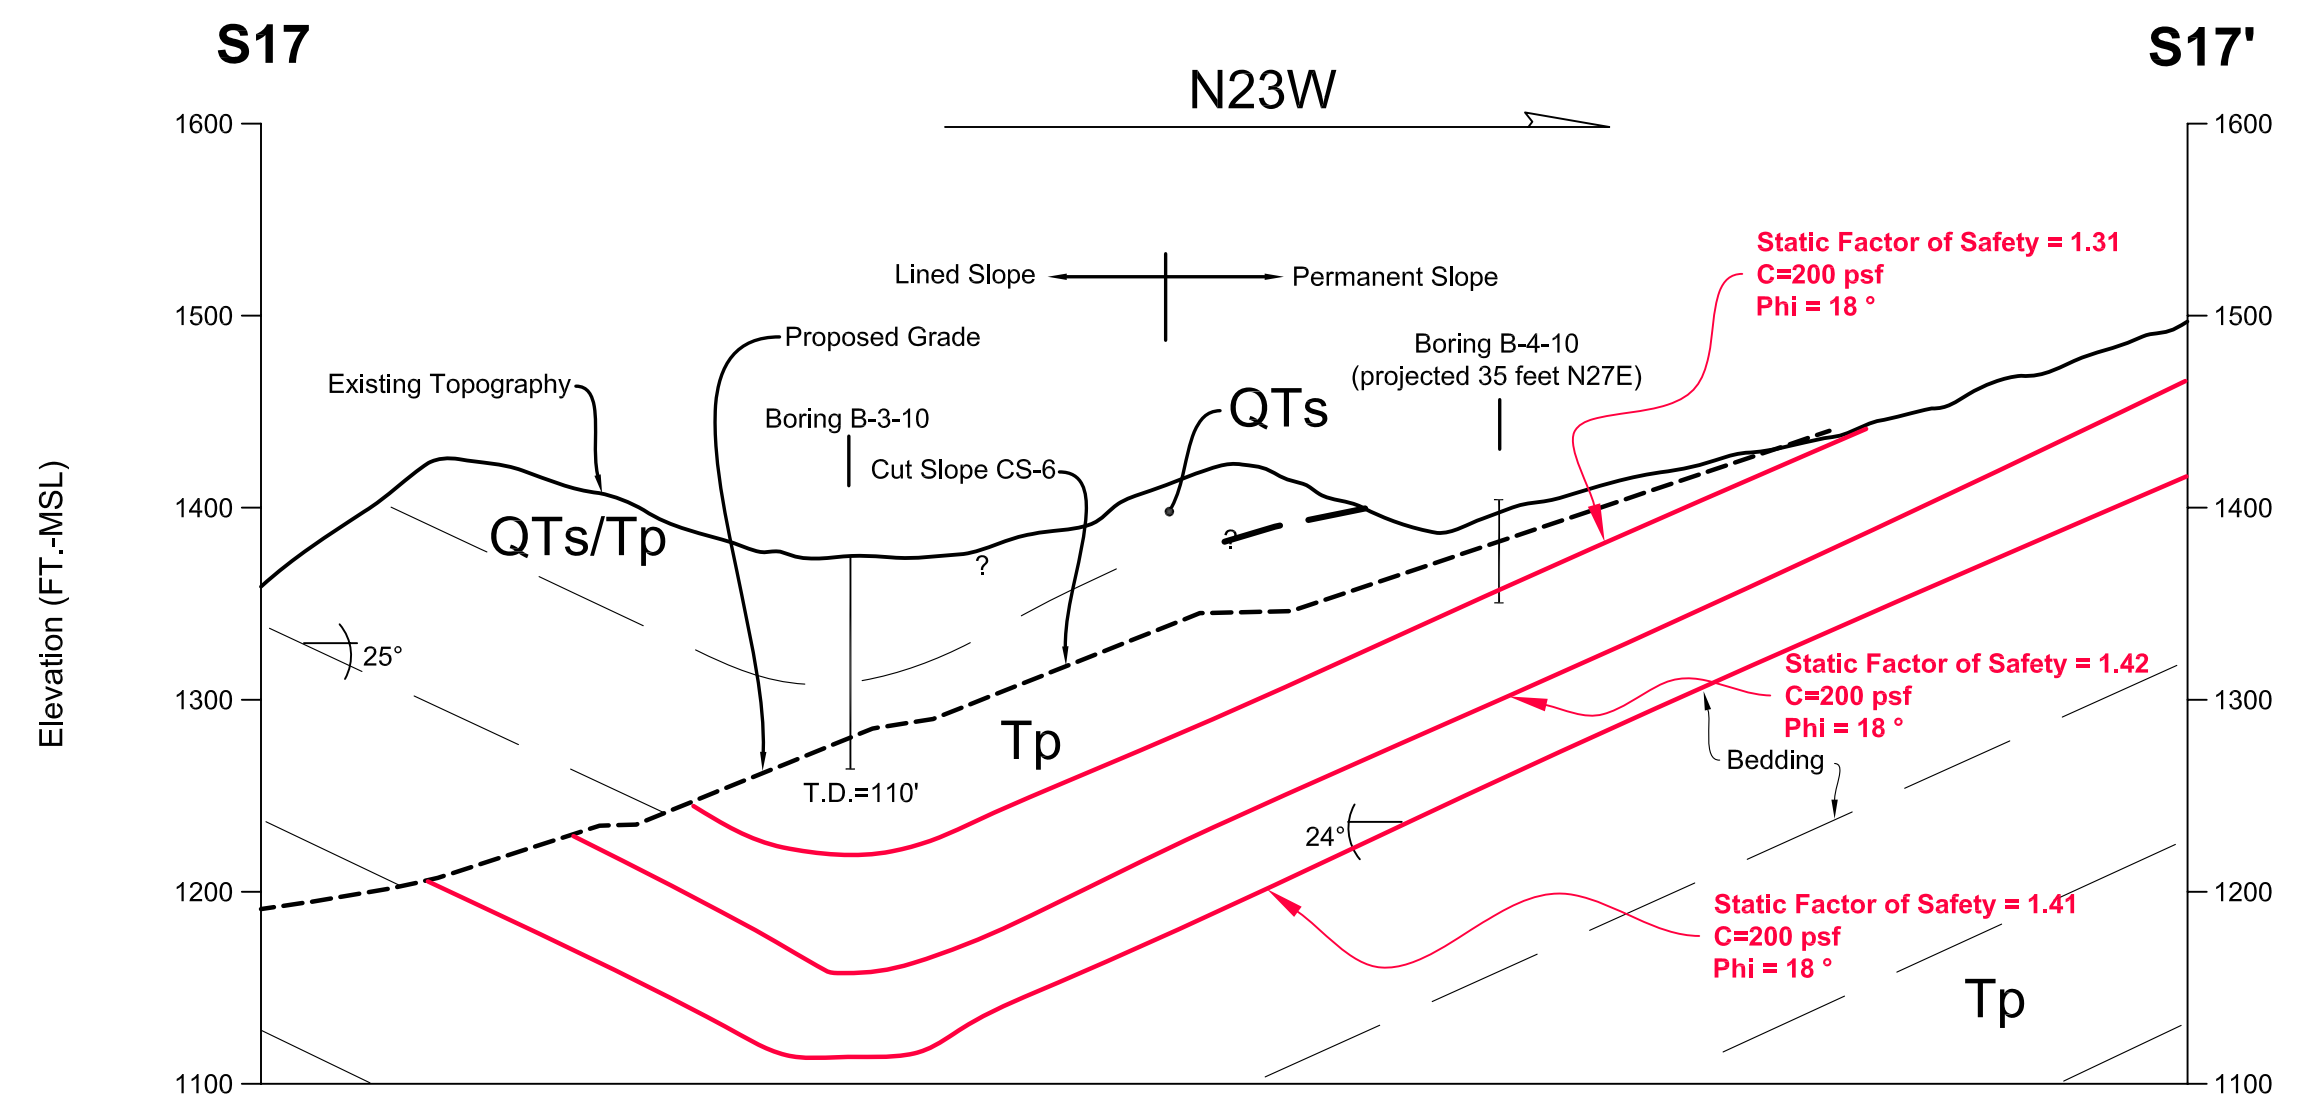 S17
S17'
N23W
1600
1600
Static Factor of Safety = 1.31
C=200 psf
Phi = 18 °
Lined Slope
Permanent Slope
1500
1500
Proposed Grade
Boring B-4-10
(projected 35 feet N27E)
Existing Topography
QTs
Boring B-3-10
Cut Slope CS-6
Elevation (FT.-MSL)
1400
1400
QTs/Tp
?
?
25°
Static Factor of Safety = 1.42
C=200 psf
Phi = 18 °
1300
1300
Tp
Bedding
T.D.=110'
24°
1200
1200
Static Factor of Safety = 1.41
C=200 psf
Phi = 18 °
Tp
1100
1100